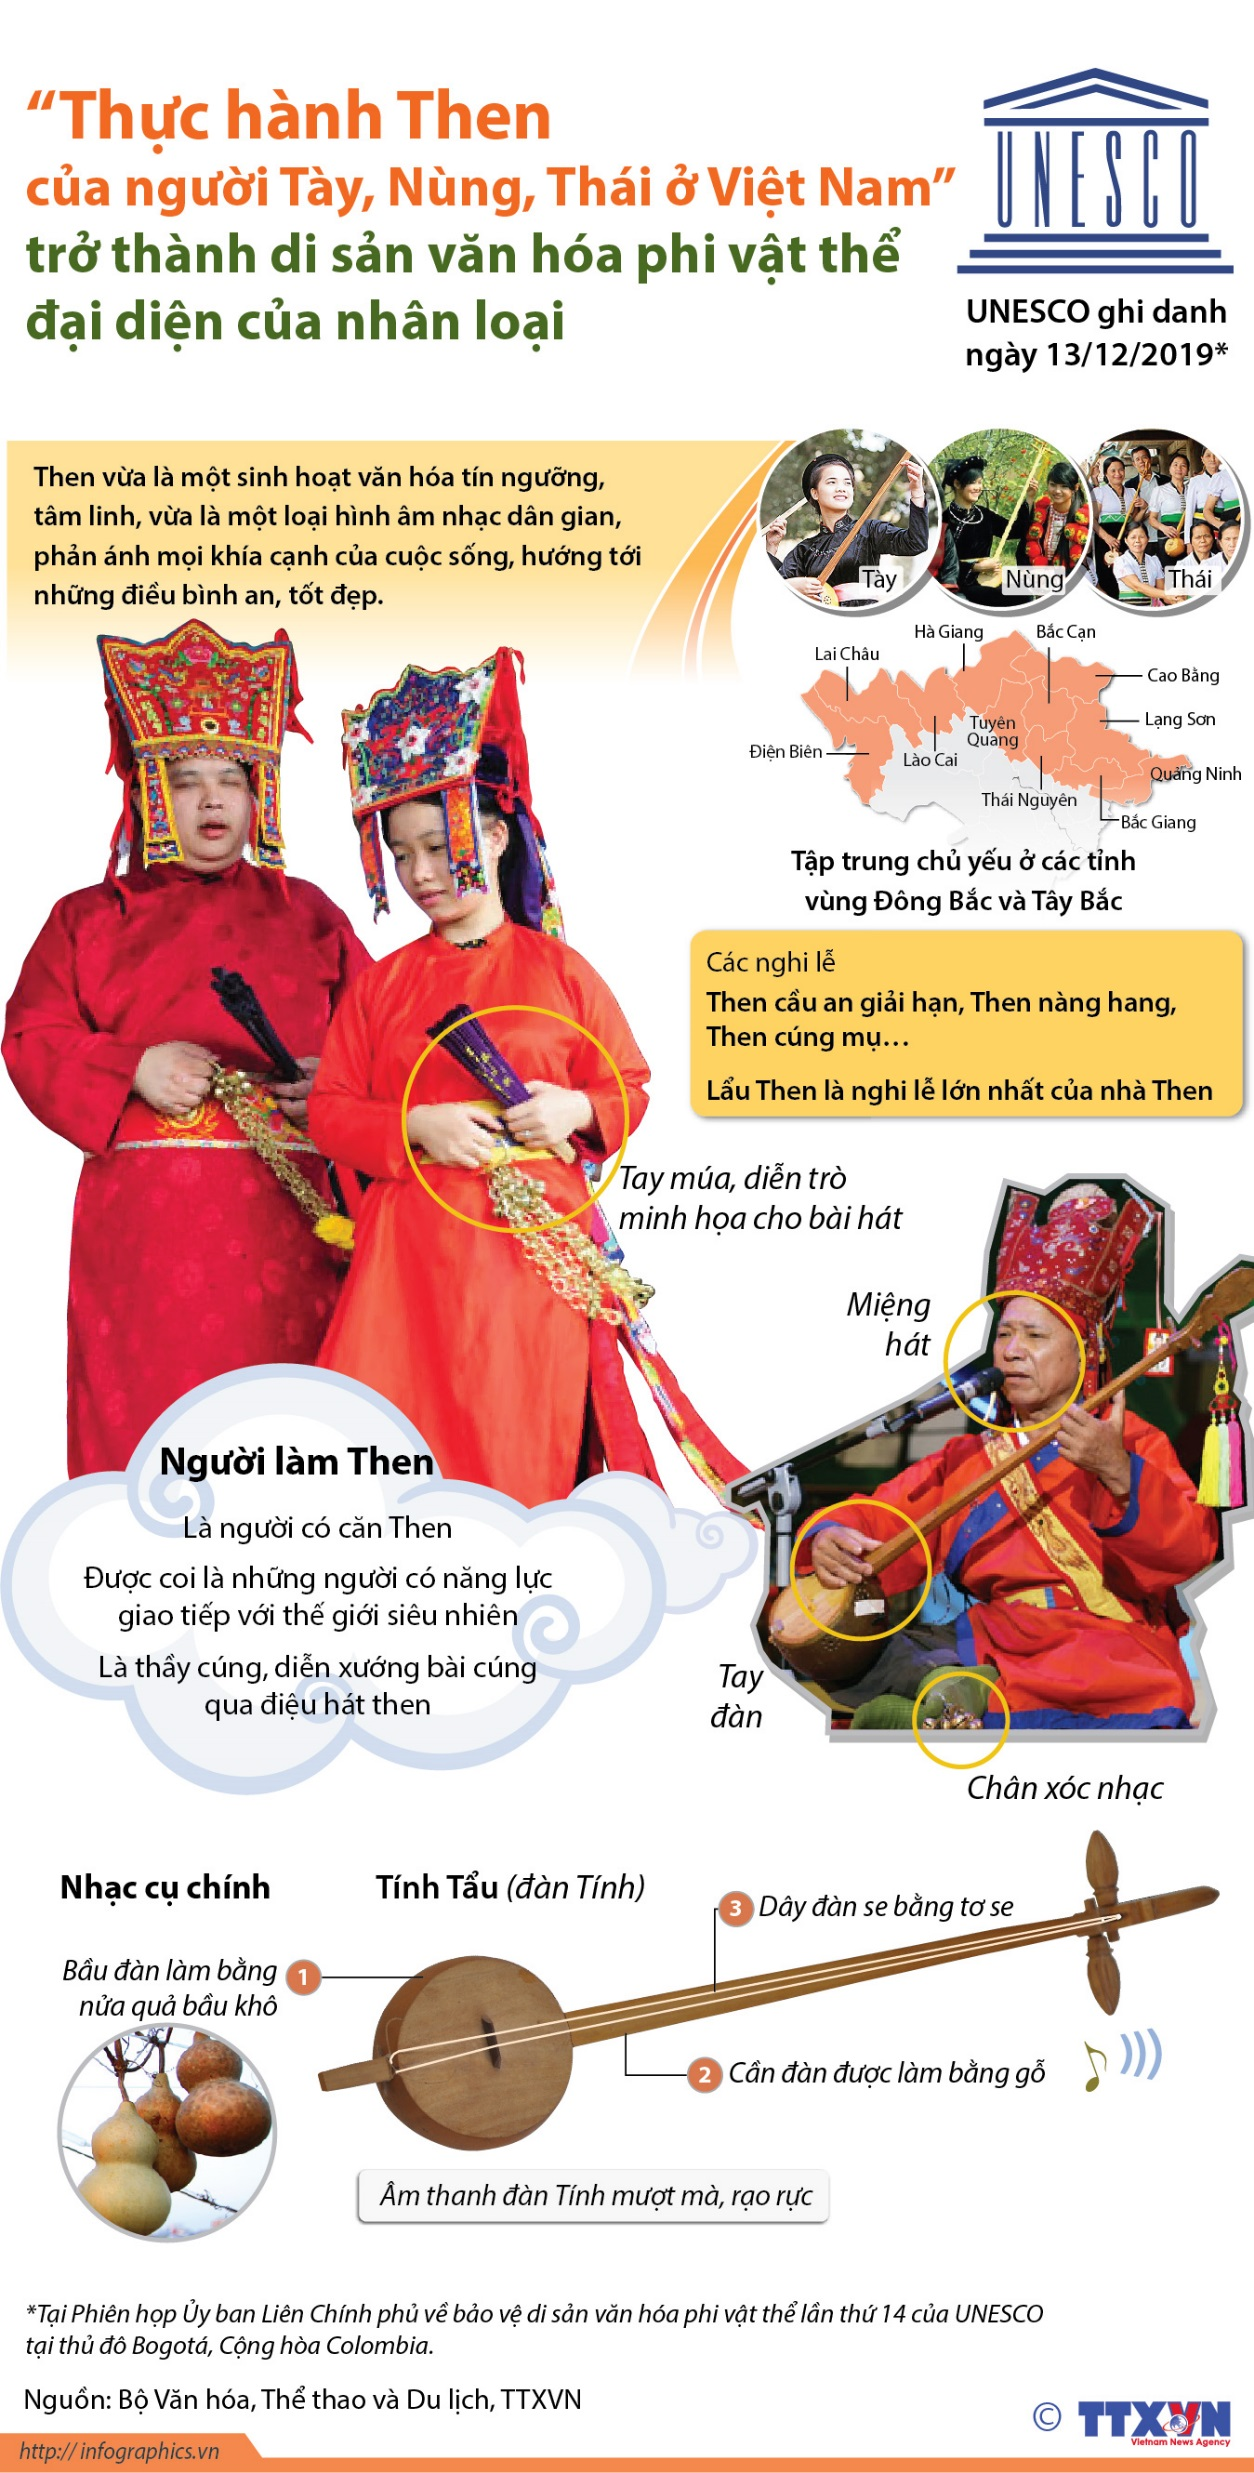 “Thực hành Then
của người Tày, Nùng, Thái ở Việt Nam”
trở thành di sản văn hóa phi vật thể
đại diện của nhân loại
UNESCO
UNESCO ghi danh
ngày 13/12/2019*
Then vừa là một sinh hoạt văn hóa tín ngưỡng,
tâm linh, vừa là một loại hình âm nhạc dân gian,
phản ánh mọi khía cạnh của cuộc sống, hướng tới
những điều bình an, tốt đẹp.
Tày
Nùng
Thái
Hà Giang
Bắc Cạn
Lai Châu
Cao Bằng
Lạng Sơn
Tuyên
Quang
Điện Biên
Lào Cai
Quảng Ninh
Thái Nguyên
Bắc Giang
Tập trung chủ yếu ở các tỉnh
vùng Đông Bắc và Tây Bắc
Các nghi lễ
Then cầu an giải hạn, Then nàng hang,
Then cúng mụ...
Lẩu Then là nghi lễ lớn nhất của nhà Then
Tay múa, diễn trò
minh họa cho bài hát
Miệng
hát
Người làm Then
Là người có căn Then
Được coi là những người có năng lực
giao tiếp với thế giới siêu nhiên
Là thầy cúng, diễn xướng bài cúng
qua điệu hát then
Tay
đàn
Chân xóc nhạc
Nhạc cụ chính
Tính Tẩu (đàn Tính)
3 Dây đàn se bằng tơ se
Bầu đàn làm bằng 1
nửa quả bầu khô
2 Cần đàn được làm bằng gỗ
Âm thanh đàn Tính mượt mà, rạo rực
*Tại Phiên họp Ủy ban Liên Chính phủ về bảo vệ di sản văn hóa phi vật thể lần thứ 14 của UNESCO
tại thủ đô Bogotá, Cộng hòa Colombia.
Nguồn: Bộ Văn hóa, Thể thao và Du lịch, TTXVN
© TTXVN
Vietnam News Agency
http:// infographics.vn